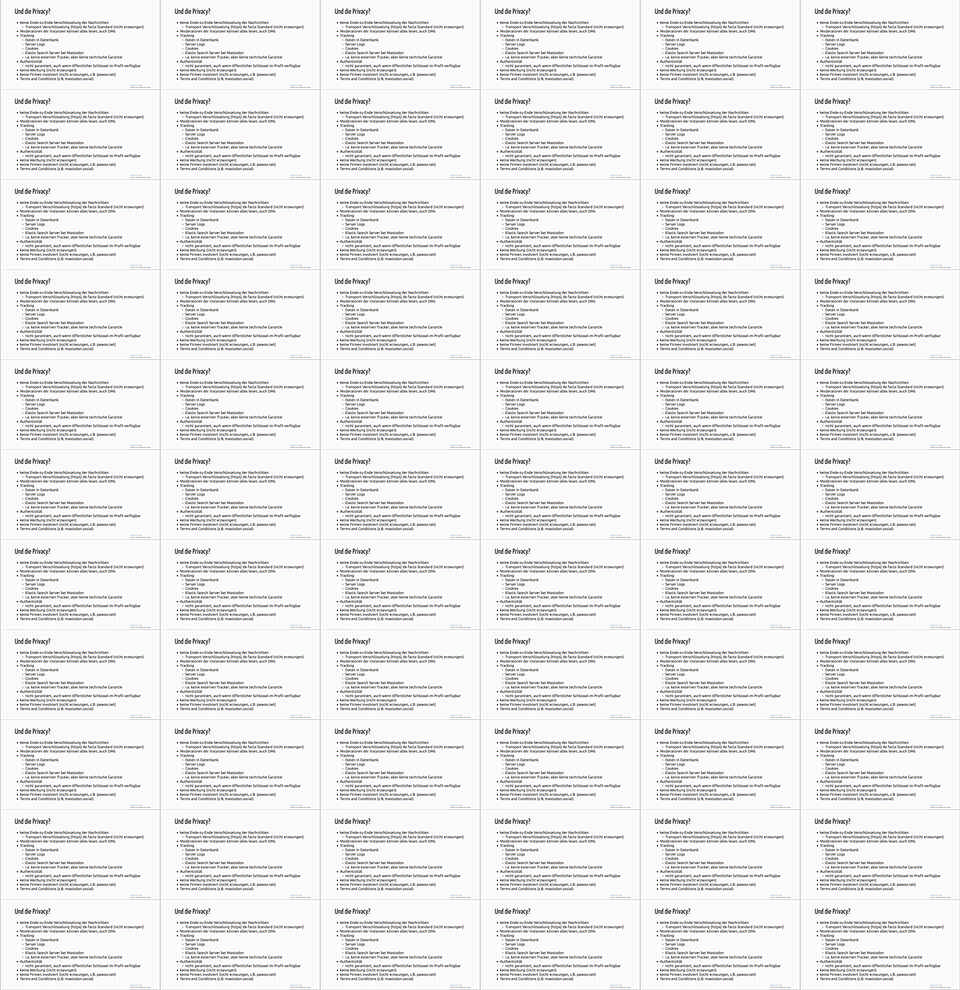 Und die Privacy?
• keine Ende-zu-Ende Verschlüsselung der Nachrichten
– Transport Verschlüsselung (https) de facto Standard (nicht erzwungen)
• Moderatoren der Instanzen können alles lesen, auch DMs
• Tracking
– Daten in Datenbank
– Server Logs
– Cookies
– Elastic Search Server bei Mastodon
– i.a. keine externen Tracker, aber keine technische Garantie
• Authentizität
– nicht garantiert, auch wenn öffentlicher Schlüssel im Profil verfügbar
• keine Werbung (nicht erzwungen)
• keine Firmen involviert (nicht erzwungen, z.B. pawoo.net)
• Terms and Conditions (z.B. mastodon.social)